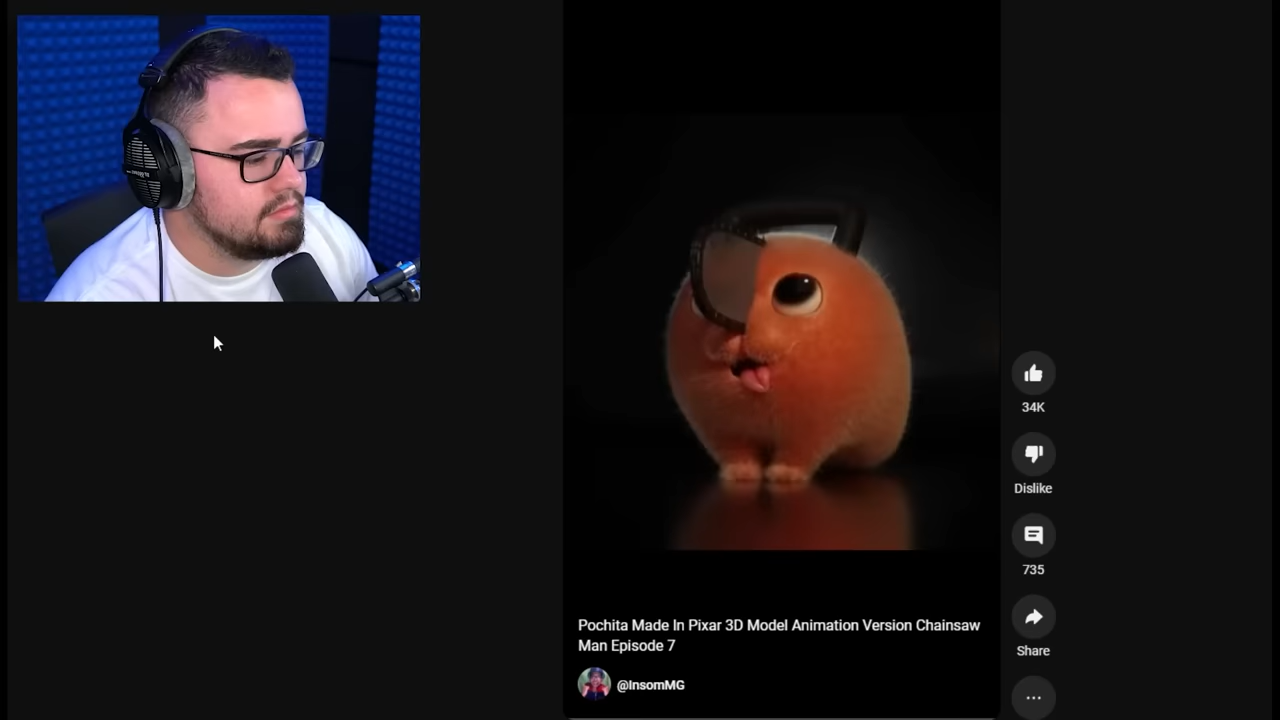 34K
Dislike
735
Share
Pochita Made In Pixar 3D Model Animation Version Chainsaw
Man Episode 7
@InsomMG